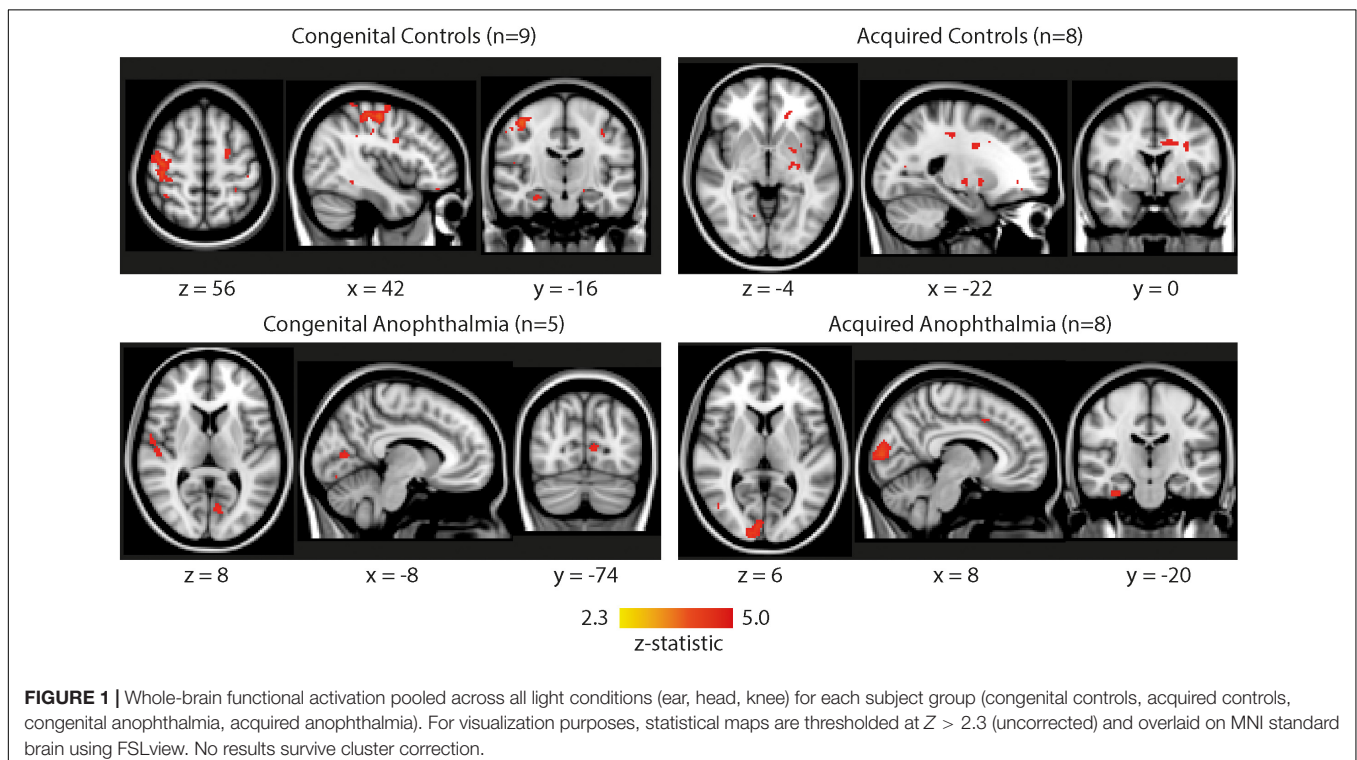 Congenital Controls (n=9)
Acquired Controls (n=8)
z = 56
x = 42
y = -16
z = -4
x = -22
y = 0
Congenital Anophthalmia (n=5)
Acquired Anophthalmia (n=8)
z = 8
x = -8
y = -74
z = 6
x = 8
y = -20
2.3
5.0
z-statistic
FIGURE 1 | Whole-brain functional activation pooled across all light conditions (ear, head, knee) for each subject group (congenital controls, acquired controls,
congenital anophthalmia, acquired anophthalmia). For visualization purposes, statistical maps are thresholded at Z > 2.3 (uncorrected) and overlaid on MNI standard
brain using FSLview. No results survive cluster correction.